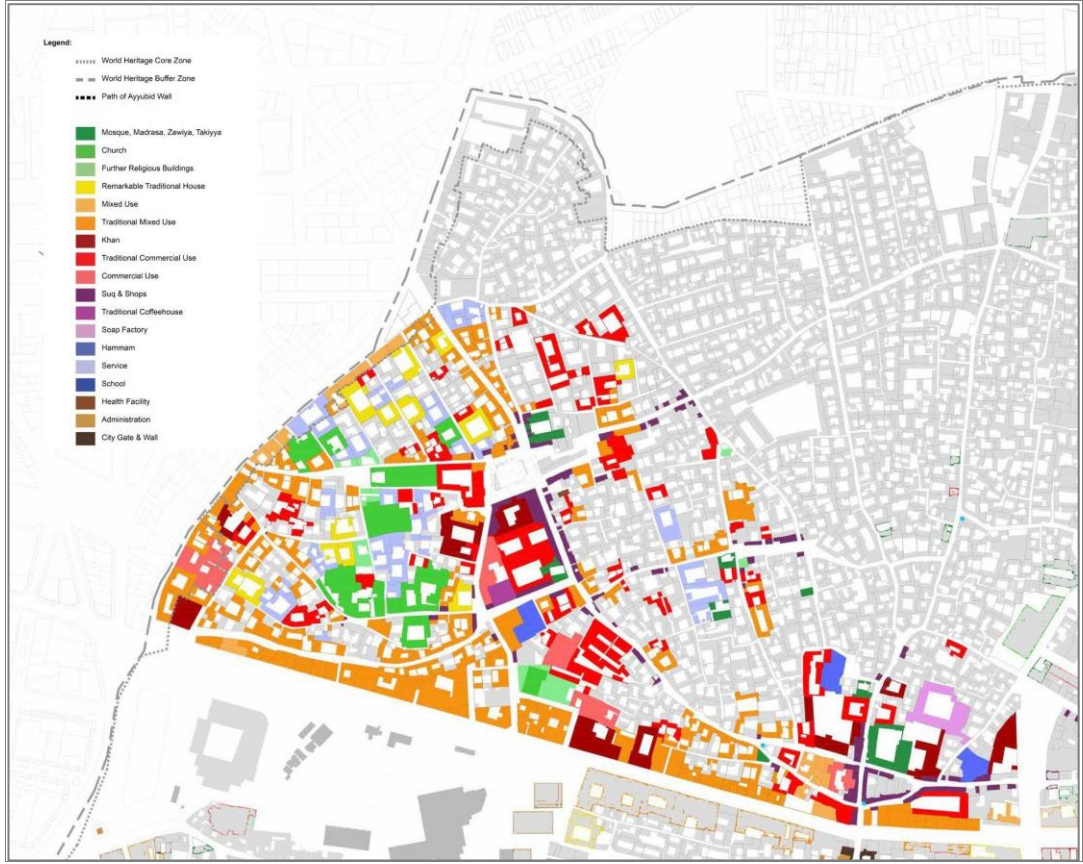 Legend:
World Heritage Core Zone
World Heritage Buffer Zone
Path of Ayyubid Wall
Mosque, Madrasa, Zawiya, Takiyya
Church
Further Religious Buildings
Remarkable Traditional House
Mixed Use
Traditional Mixed Use
Khan
Traditional Commercial Use
Commercial Use
Suq & Shops
Traditional Coffeehouse
Soap Factory
Hammam
Service
School
Health Facility
Administration
City Gate & Wall